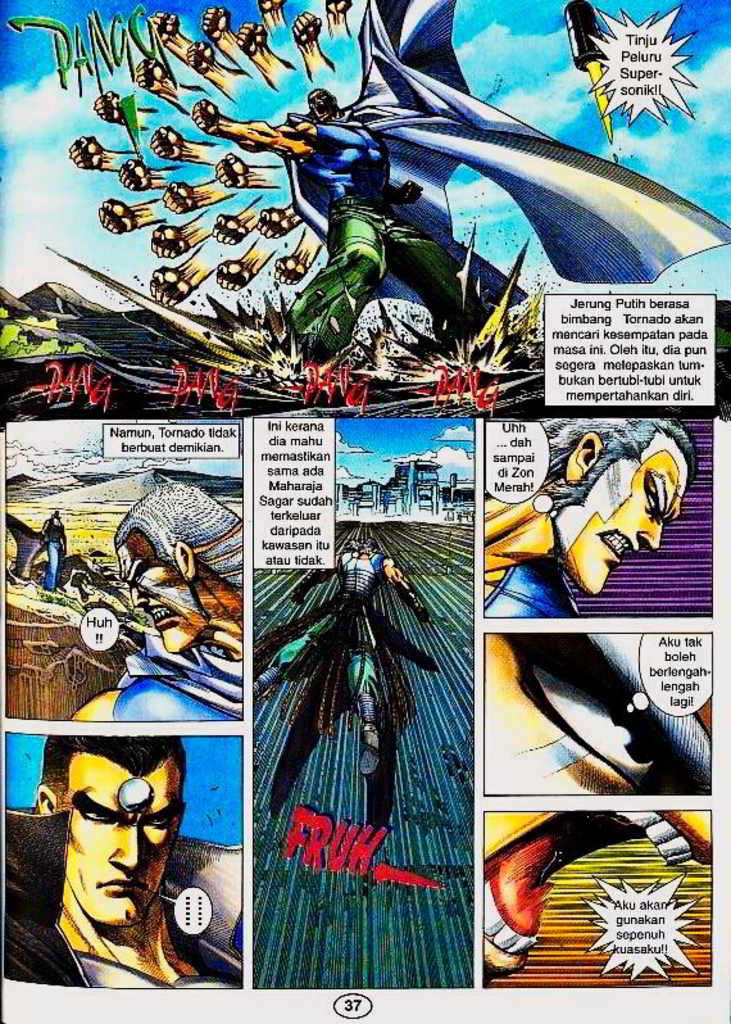 PANGG
Tinju
Peluru
Super-
sonik!!
Jerung Putih berasa
bimbang Tornado akan
mencari kesempatan pada
masa ini. Oleh itu, dia pun
segera melepaskan tum-
bukan bertubi-tubi untuk
mempertahankan diri.
PANG PANG PANG PANG
Namun, Tornado tidak
berbuat demikian.
Huh
!!
Ini kerana
dia mahu
memastikan
sama ada
Maharaja
Sagar sudah
terkeluar
daripada
kawasan itu
atau tidak.
FRUH
Uhh
... dah
sampai
di Zon
Merah!
Aku tak
boleh
berlengah-
lengah
lagi!
Aku akan
gunakan
sepenuh
kuasaku!!
37